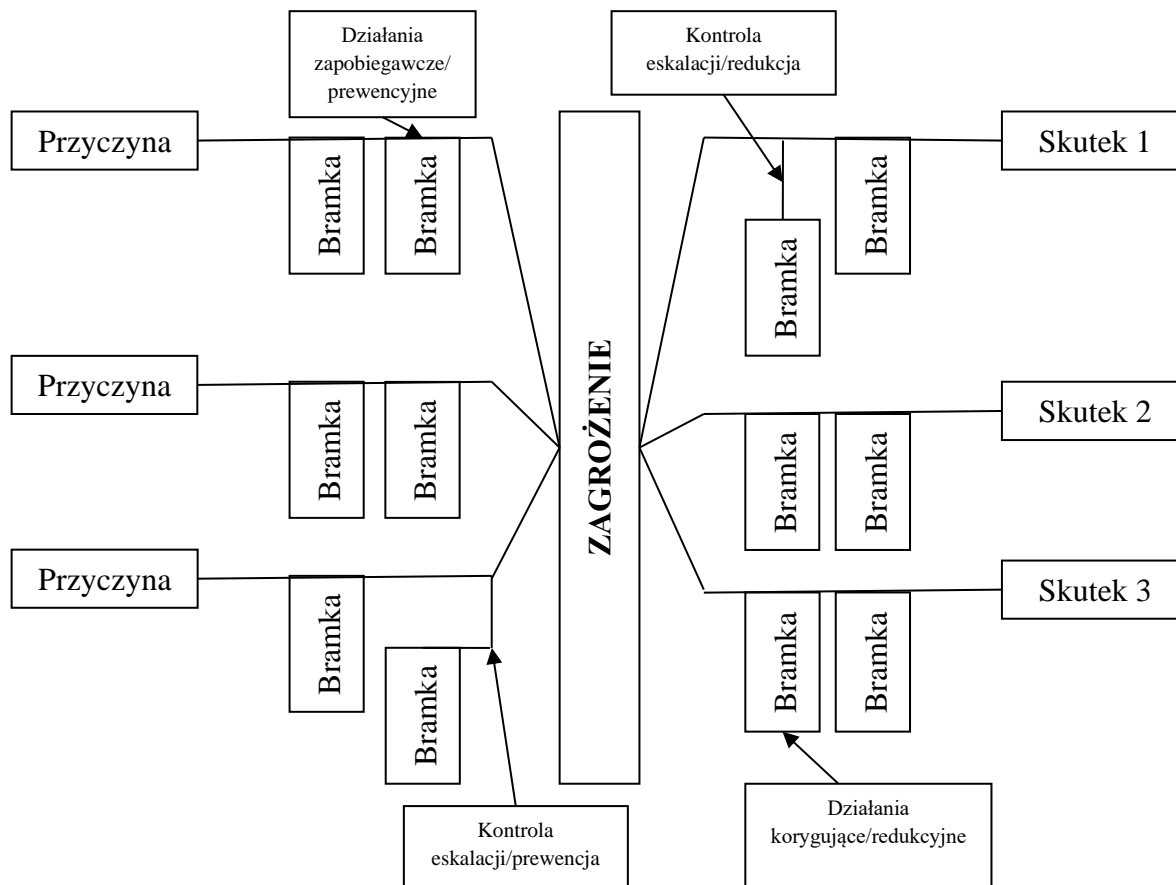 Działania
zapobiegawcze/
prewencyjne
Kontrola
eskalacji/redukcja
Przyczyna
Bramka
Bramka
Bramka
Bramka
Skutek 1
Przyczyna
Bramka
Bramka
ZAGROŻENIE
Bramka
Bramka
Skutek 2
Przyczyna
Bramka
Bramka
Bramka
Bramka
Skutek 3
Kontrola
eskalacji/prewencja
Działania
korygujące/redukcyjne